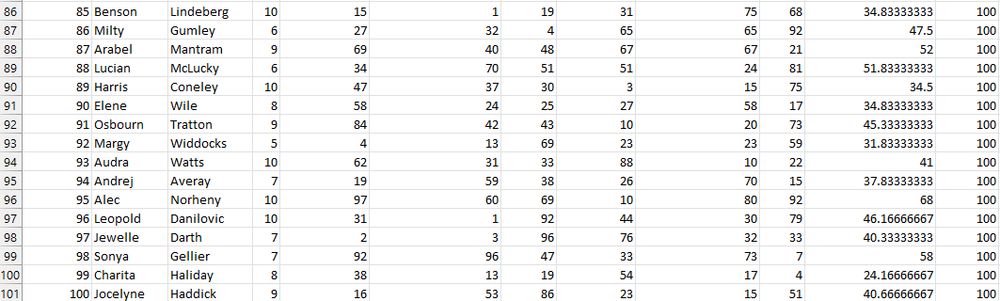 86 85 Benson Lindeberg 10 15 1 19 31 75 68 34.83333333 100
87 86 Milty Gumley 6 27 32 4 65 65 92 47.5 100
88 87 Arabel Mantram 9 69 40 48 67 67 21 52 100
89 88 Lucian McLucky 6 34 70 51 51 24 81 51.83333333 100
90 89 Harris Coneley 10 47 37 30 3 15 75 34.5 100
91 90 Elene Wile 8 58 24 25 27 58 17 34.83333333 100
92 91 Osbourn Tratton 9 84 42 43 10 20 73 45.33333333 100
93 92 Margy Widdocks 5 4 13 69 23 23 59 31.83333333 100
94 93 Audra Watts 10 62 31 33 88 10 22 41 100
95 94 Andrej Averay 7 19 59 38 26 70 15 37.83333333 100
96 95 Alec Norheny 10 97 60 69 10 80 92 68 100
97 96 Leopold Danilovic 10 31 1 92 44 30 79 46.16666667 100
98 97 Jewelle Darth 7 2 3 96 76 32 33 40.33333333 100
99 98 Sonya Gellier 7 92 96 47 33 73 7 58 100
100 99 Charita Haliday 8 38 13 19 54 17 4 24.16666667 100
101 100 Jocelyne Haddick 9 16 53 86 23 15 51 40.66666667 100